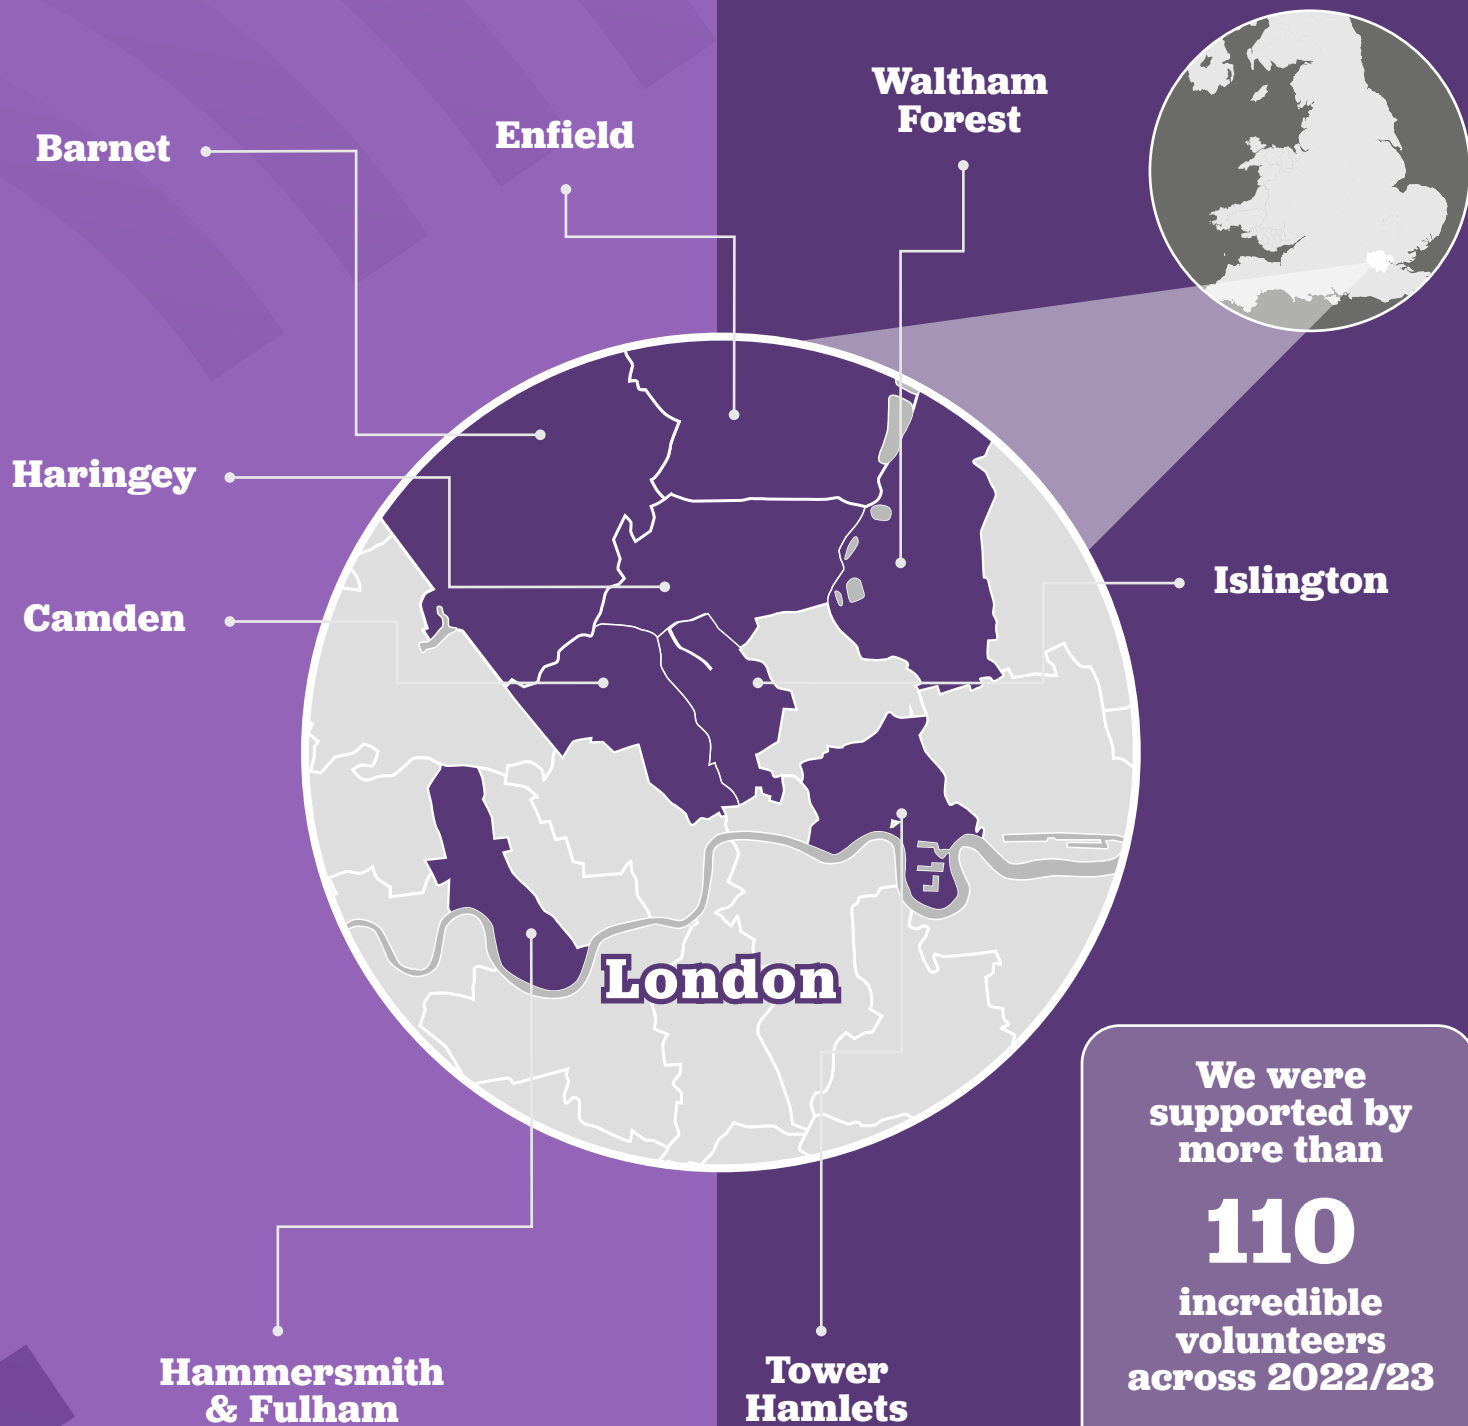 Waltham
Forest
Enfield
Barnet
Haringey
Islington
Camden
London
We were
supported by
more than
110
incredible
volunteers
across 2022/23
Hammersmith
& Fulham
Tower
Hamlets